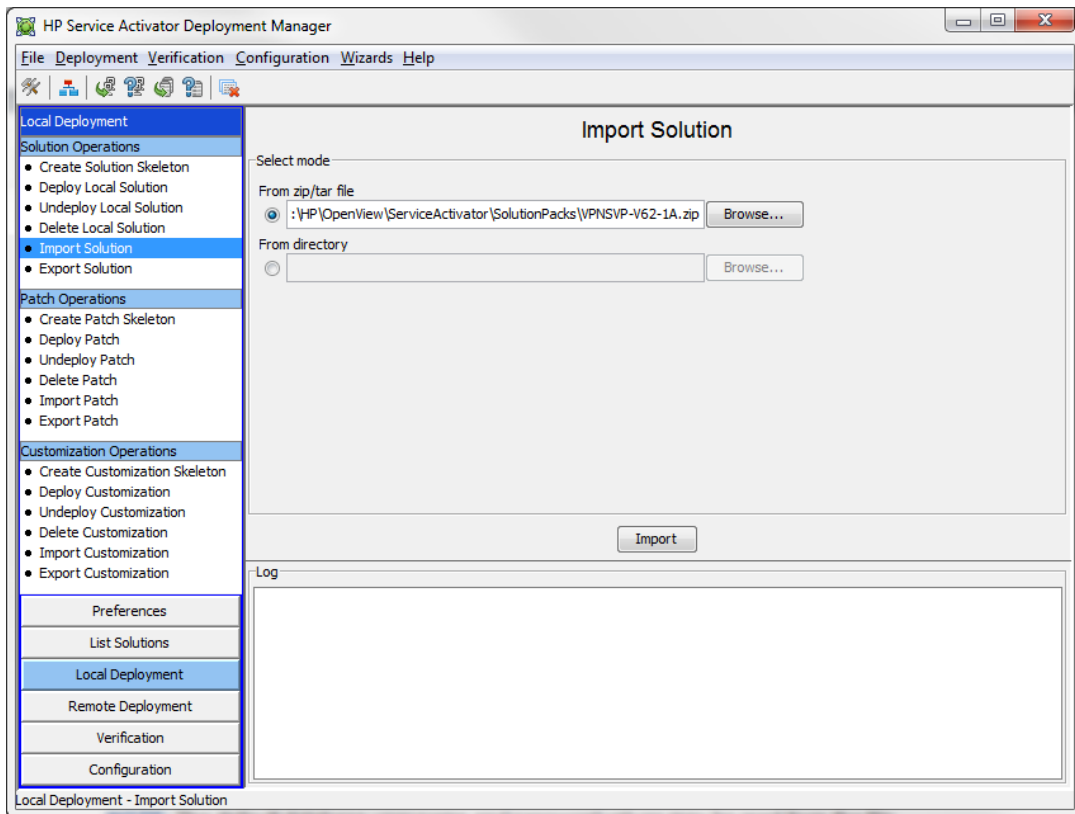 HP Service Activator Deployment Manager
File Deployment Verification Configuration Wizards Help
Local Deployment
Solution Operations
Create Solution Skeleton
Deploy Local Solution
Undeploy Local Solution
Delete Local Solution
Import Solution
Export Solution
Patch Operations
Create Patch Skeleton
Deploy Patch
Undeploy Patch
Delete Patch
Import Patch
Export Patch
Customization Operations
Create Customization Skeleton
Deploy Customization
Undeploy Customization
Delete Customization
Import Customization
Export Customization
Preferences
List Solutions
Local Deployment
Remote Deployment
Verification
Configuration
Import Solution
Select mode
From zip/tar file
:\HP\OpenView\ServiceActivator\SolutionPacks\VPNSVP-V62-1A.zip Browse...
From directory
Browse...
Import
Log
Local Deployment - Import Solution